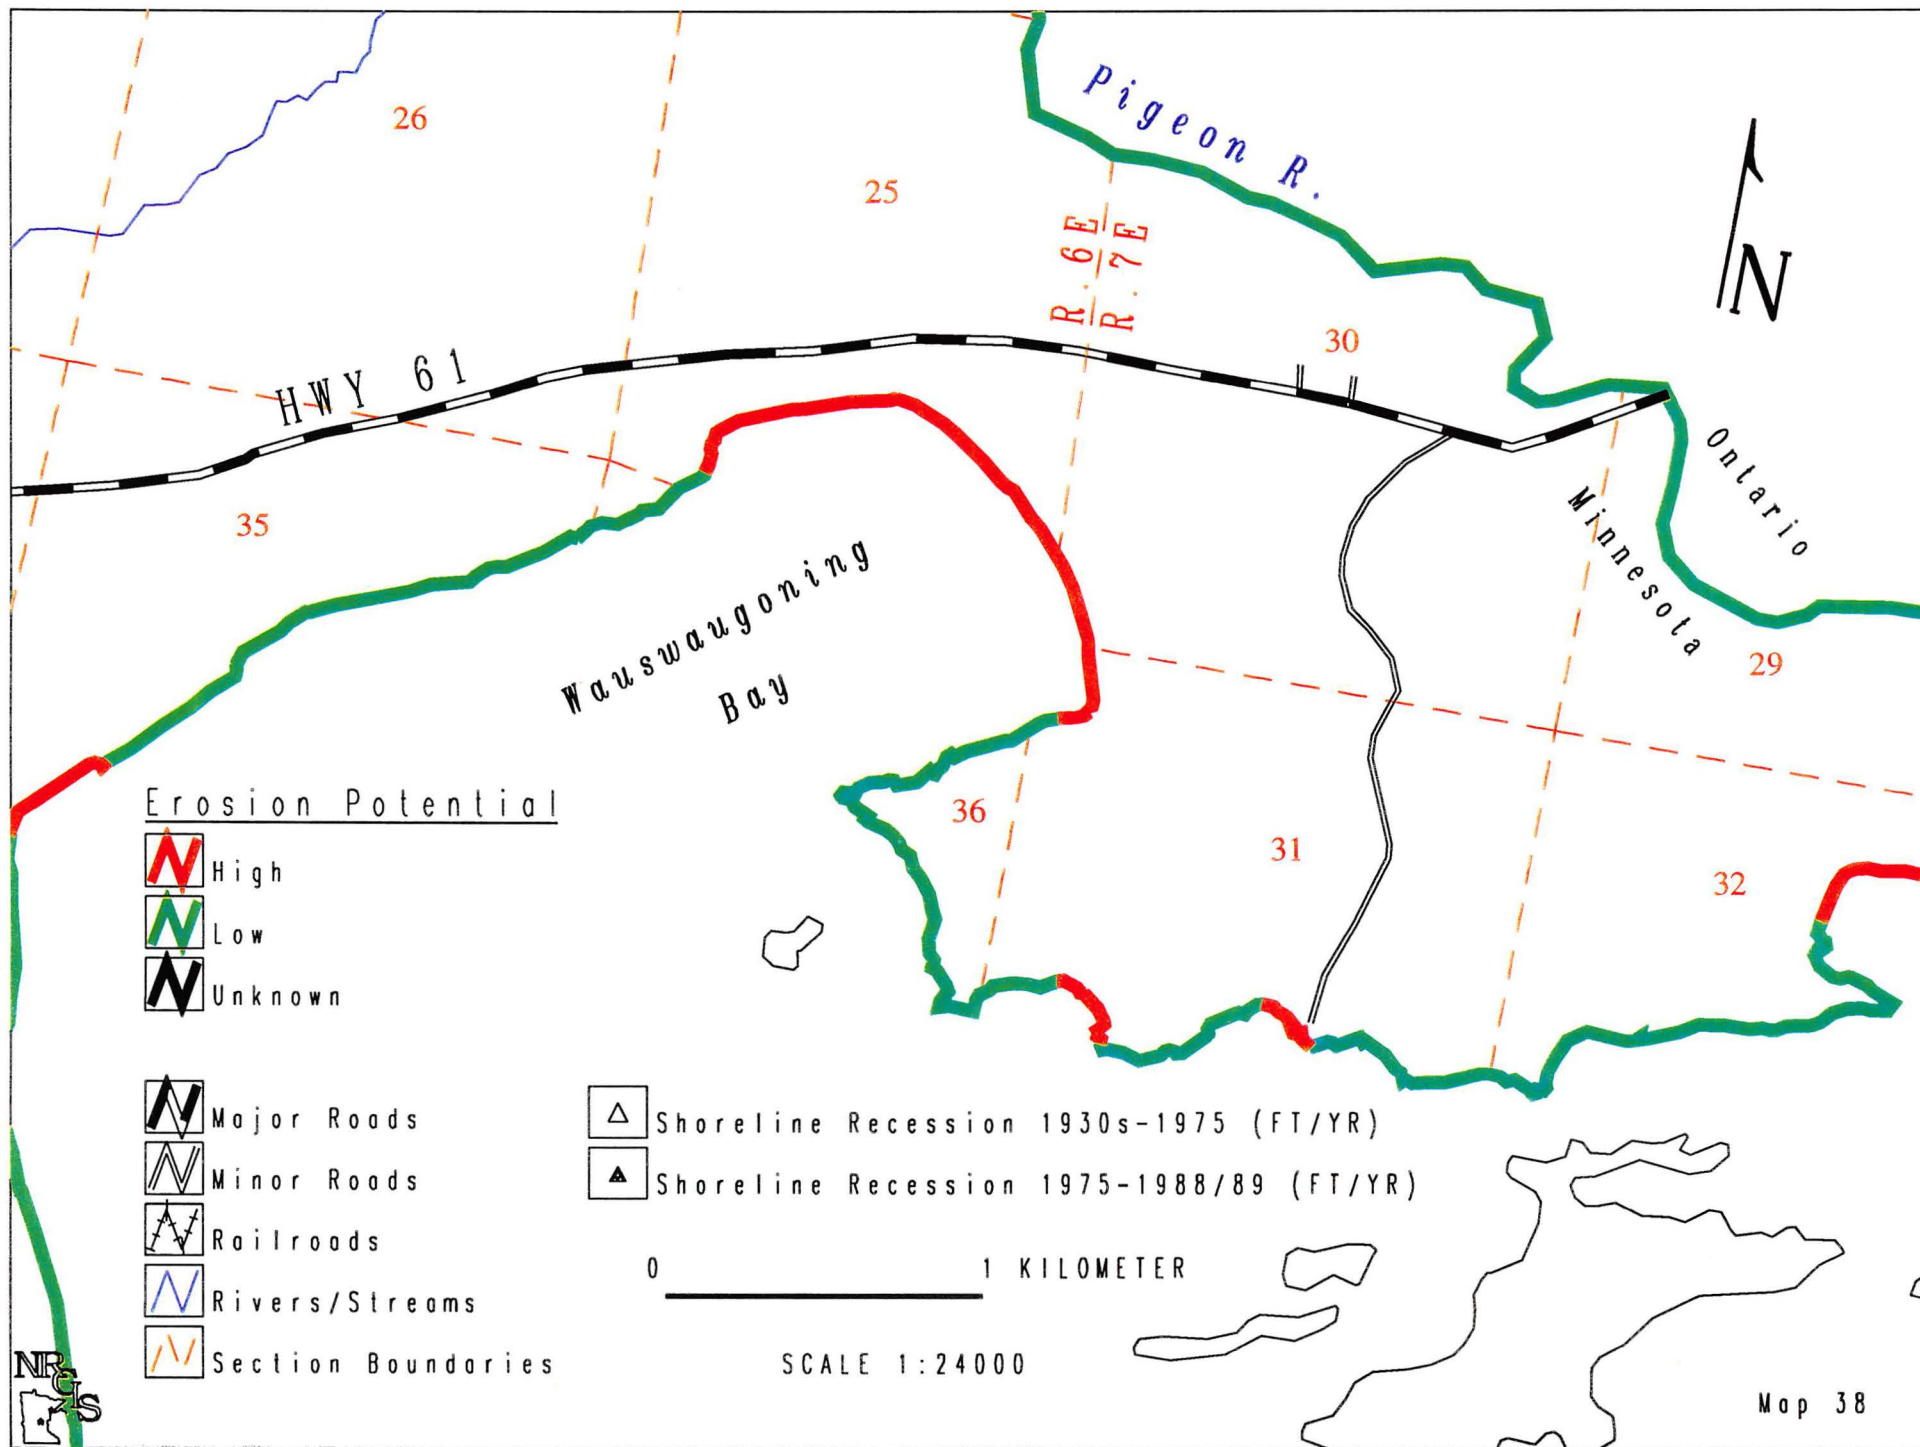 Pigeon R.
26
25
R. 6E
R. 7E
30
HWY 61
N
Ontario
Minnesota
35
Wauswaugoning
Bay
29
36
31
32
Erosion Potential
High
Low
Unknown
Major Roads
Minor Roads
Railroads
Rivers/Streams
Section Boundaries
Shoreline Recession 1930s-1975 (FT/YR)
Shoreline Recession 1975-1988/89 (FT/YR)
0 1 KILOMETER
SCALE 1:24000
NRGIS
Map 38